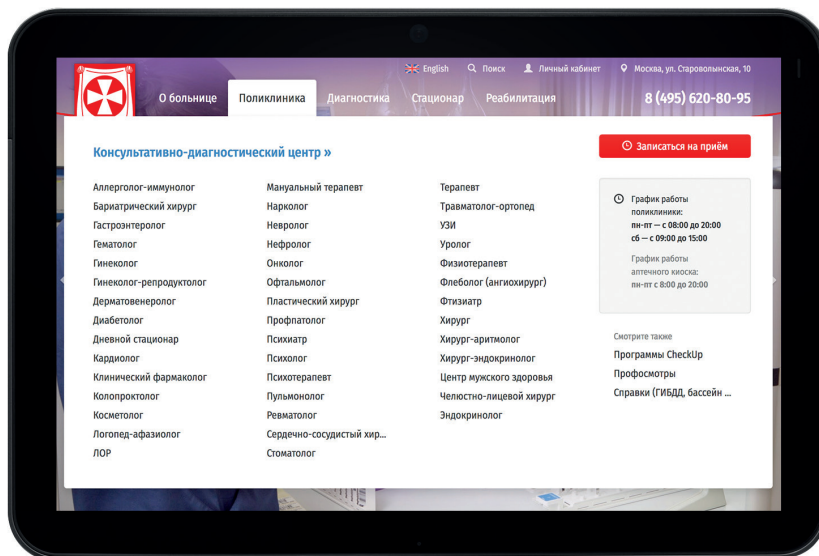 English
Поиск
Личный кабинет
Москва, ул. Староволынская, 10
О больнице
Поликлиника
Диагностика
Стационар
Реабилитация
8 (495) 620-80-95
Консультативно-диагностический центр »
Аллерголог-иммунолог
Бариатрический хирург
Гастроэнтеролог
Гематолог
Гинеколог
Гинеколог-репродуктолог
Дерматовенеролог
Диабетолог
Дневной стационар
Кардиолог
Клинический фармаколог
Колопроктолог
Косметолог
Логопед-афазиолог
ЛОР
Мануальный терапевт
Нарколог
Невролог
Нефролог
Онколог
Офтальмолог
Пластический хирург
Профпатолог
Психиатр
Психолог
Психотерапевт
Пульмонолог
Ревматолог
Сердечно-сосудистый хир...
Стоматолог
Терапевт
Травматолог-ортопед
УЗИ
Уролог
Физиотерапевт
Флеболог (ангиохирург)
Фтизиатр
Хирург
Хирург-аритмолог
Хирург-эндокринолог
Центр мужского здоровья
Челюстно-лицевой хирург
Эндокринолог
Записаться на приём
График работы
поликлиники:
пн-пт — с 08:00 до 20:00
сб — с 09:00 до 15:00
График работы
аптечного киоска:
пн-пт с 8:00 до 20:00
Смотрите также
Программы CheckUp
Профосмотры
Справки (ГИБДД, бассейн ...